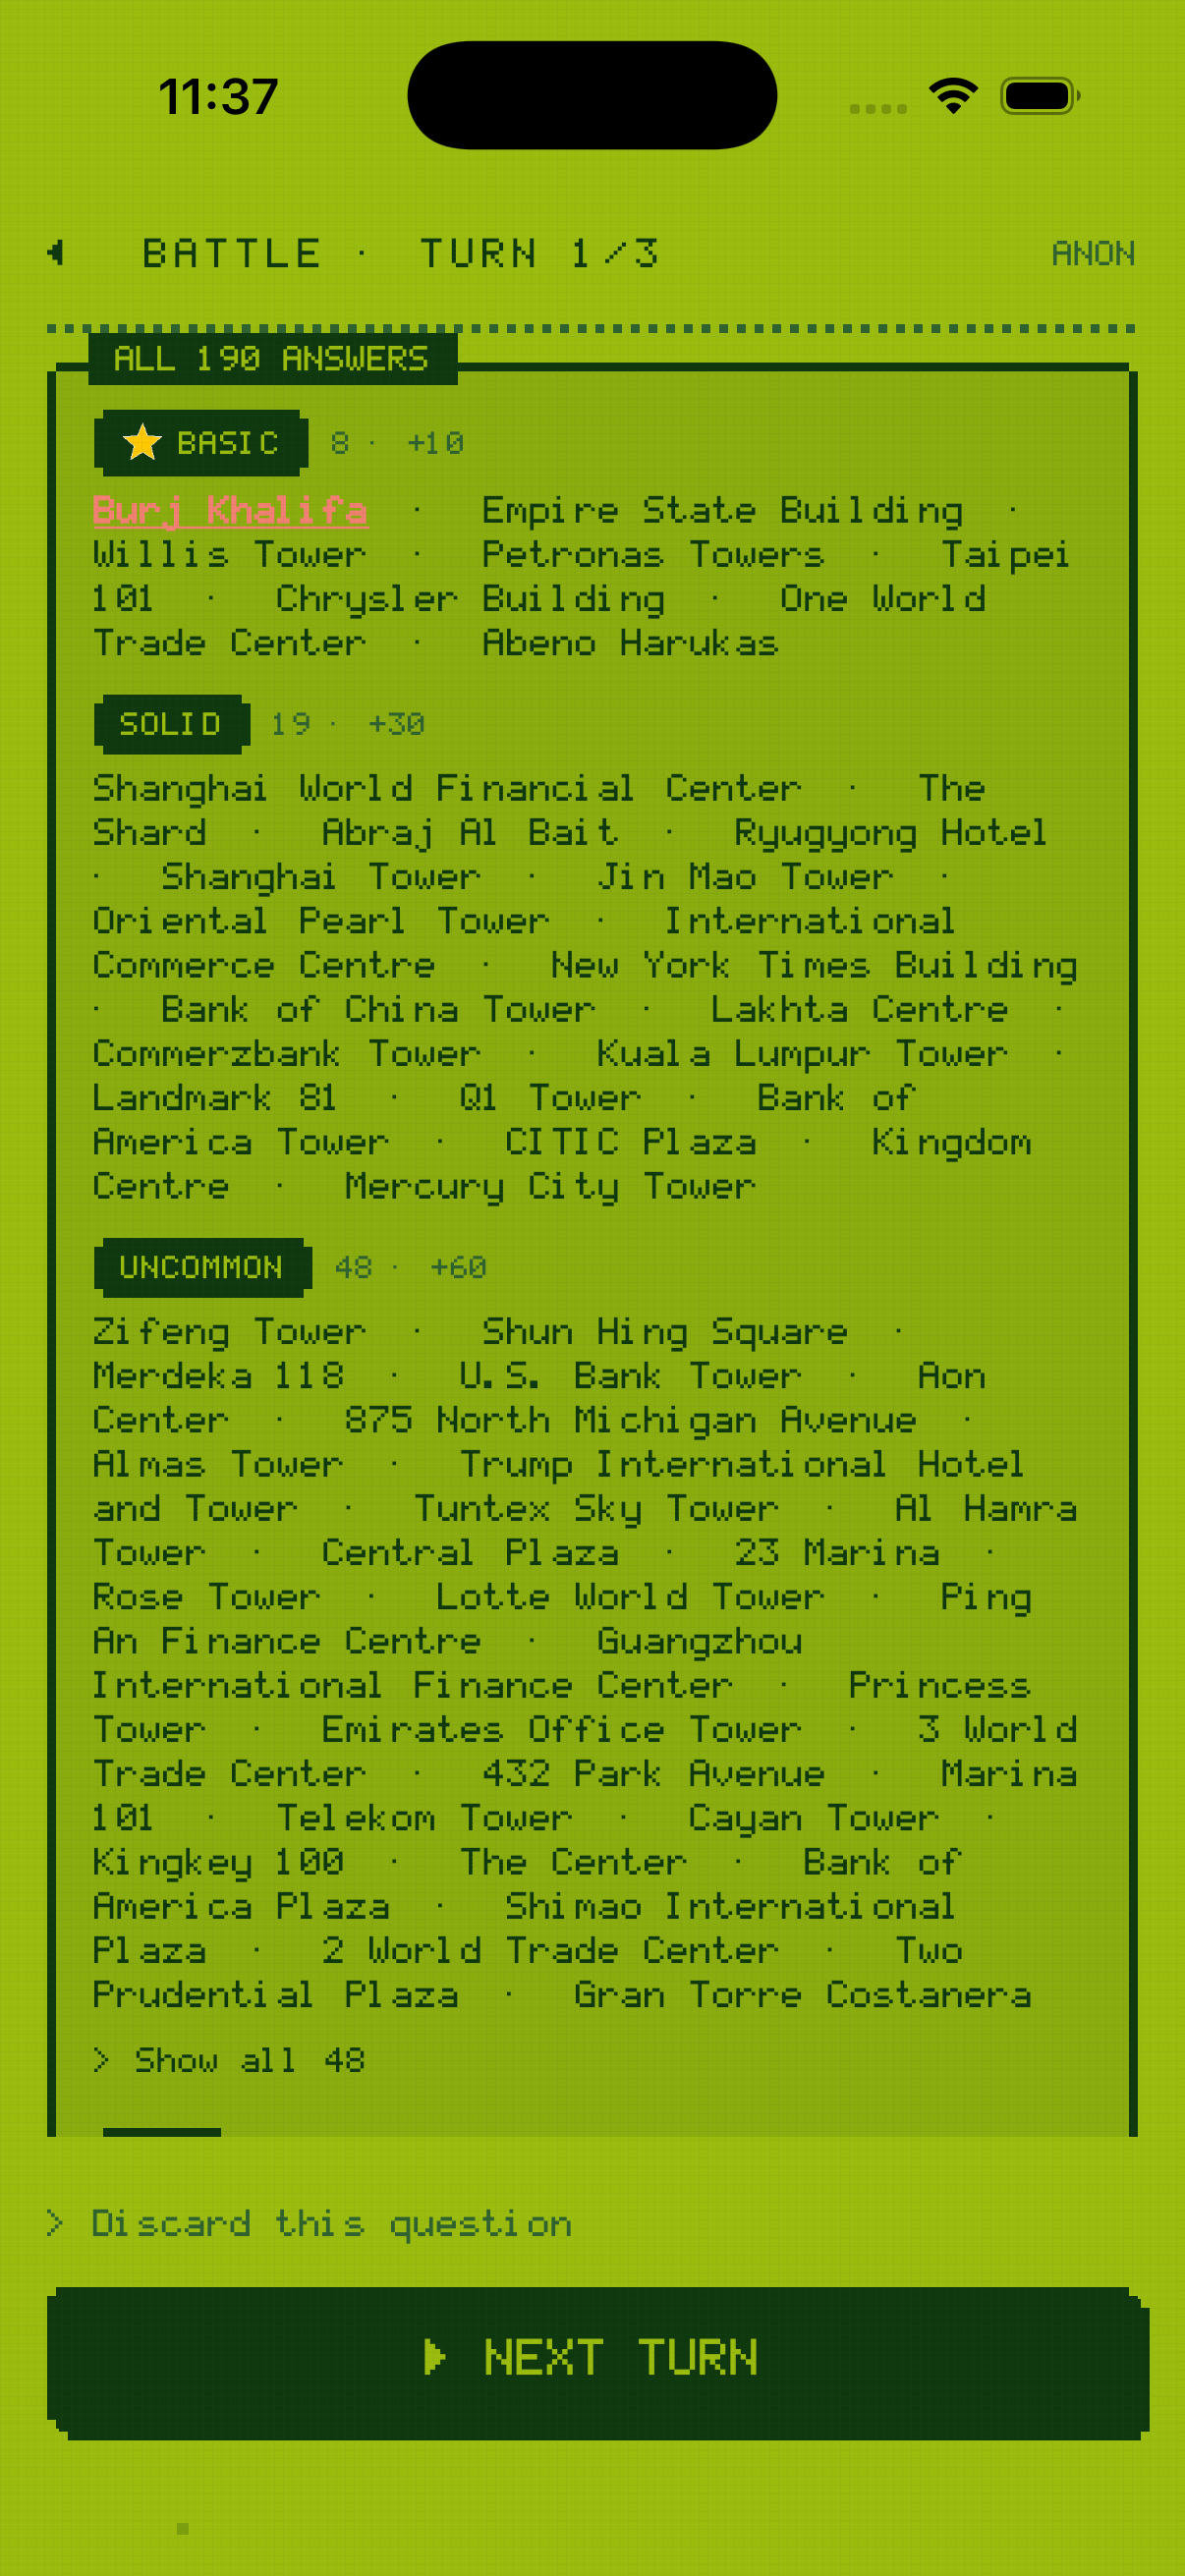 11:37
BATTLE · TURN 1/3
ANON
ALL 190 ANSWERS
BASIC 8 · +10
Burj Khalifa · Empire State Building ·
Willis Tower · Petronas Towers · Taipei
101 · Chrysler Building · One World
Trade Center · Abeno Harukas
SOLID 19 · +30
Shanghai World Financial Center · The
Shard · Abraj Al Bait · Ryugyong Hotel
· Shanghai Tower · Jin Mao Tower ·
Oriental Pearl Tower · International
Commerce Centre · New York Times Building
· Bank of China Tower · Lakhta Centre ·
Commerzbank Tower · Kuala Lumpur Tower ·
Landmark 81 · Q1 Tower · Bank of
America Tower · CITIC Plaza · Kingdom
Centre · Mercury City Tower
UNCOMMON 48 · +60
Zifeng Tower · Shun Hing Square ·
Merdeka 118 · U.S. Bank Tower · Aon
Center · 875 North Michigan Avenue ·
Almas Tower · Trump International Hotel
and Tower · Tuntex Sky Tower · Al Hamra
Tower · Central Plaza · 23 Marina ·
Rose Tower · Lotte World Tower · Ping
An Finance Centre · Guangzhou
International Finance Center · Princess
Tower · Emirates Office Tower · 3 World
Trade Center · 432 Park Avenue · Marina
101 · Telekom Tower · Cayan Tower ·
Kingkey 100 · The Center · Bank of
America Plaza · Shimao International
Plaza · 2 World Trade Center · Two
Prudential Plaza · Gran Torre Costanera
> Show all 48
> Discard this question
NEXT TURN